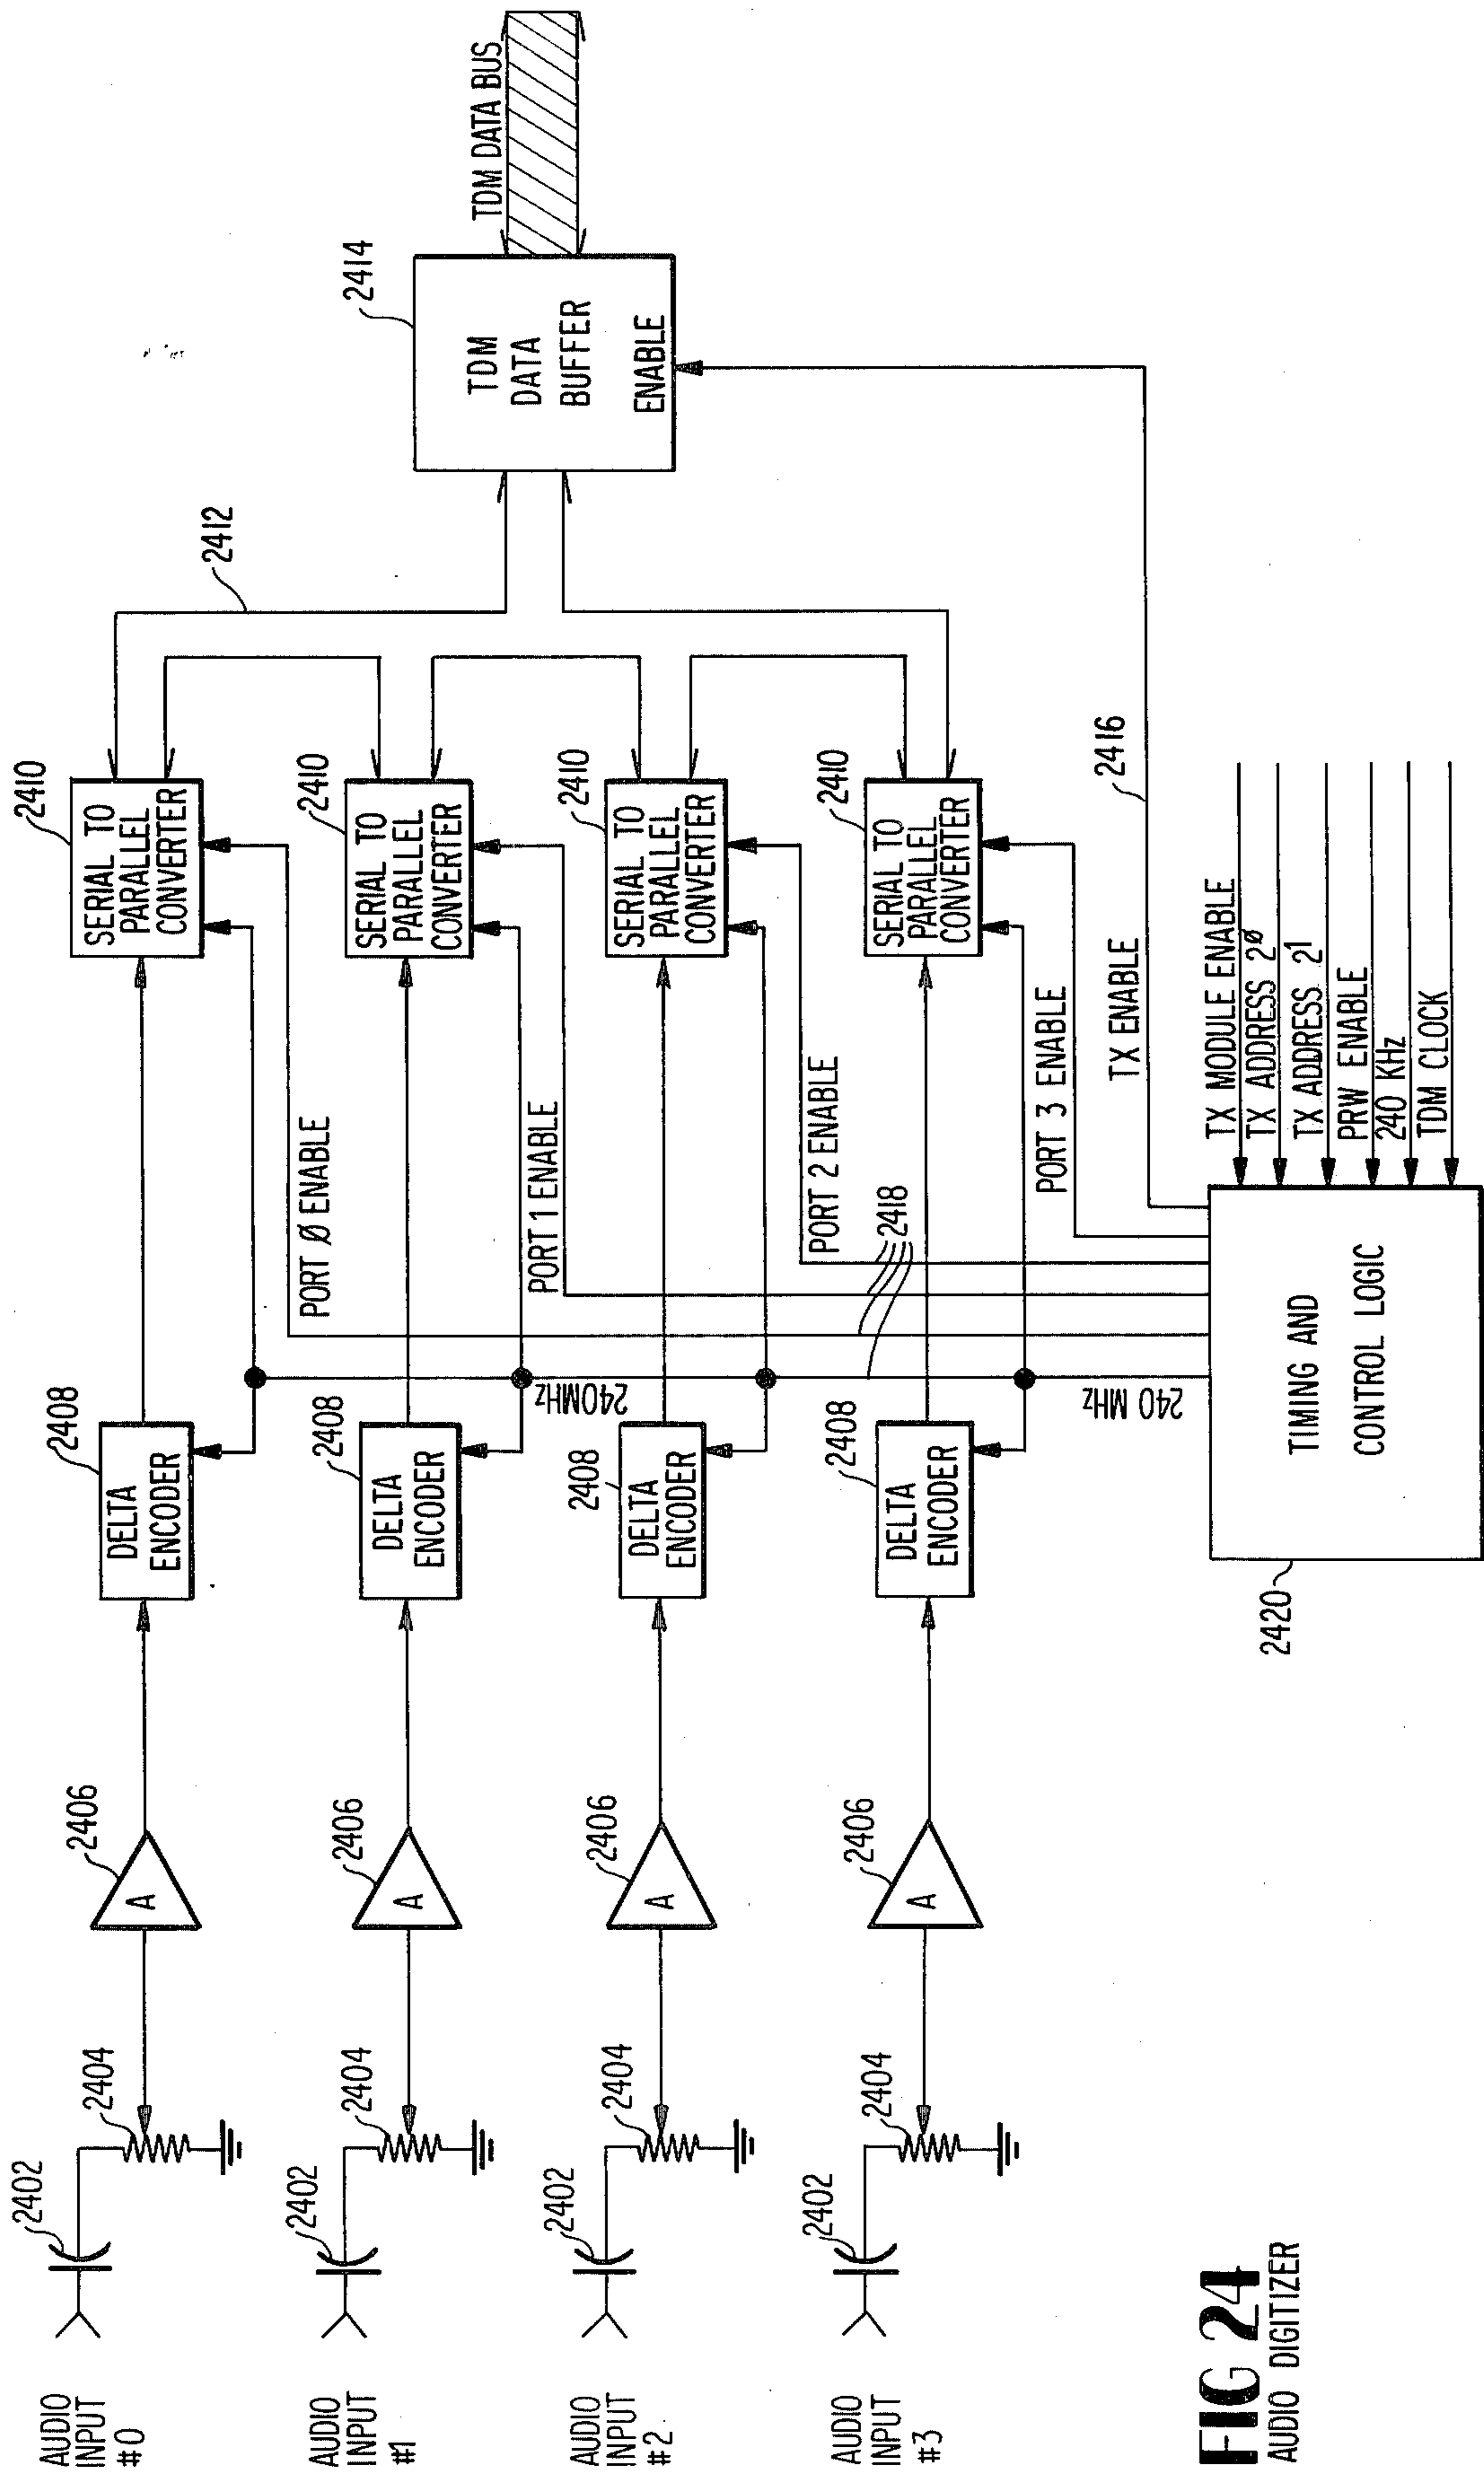 AUDIO
INPUT
#0
2402
2404
2406
A
2408
DELTA
ENCODER
2410
SERIAL TO
PARALLEL
CONVERTER
2412
PORT Ø ENABLE
AUDIO
INPUT
#1
2402
2404
2406
A
2408
DELTA
ENCODER
2410
SERIAL TO
PARALLEL
CONVERTER
240MHz
PORT 1 ENABLE
2414
TDM
DATA
BUFFER
ENABLE
TDM DATA BUS
AUDIO
INPUT
#2
2402
2404
2406
A
2408
DELTA
ENCODER
2410
SERIAL TO
PARALLEL
CONVERTER
PORT 2 ENABLE
2418
AUDIO
INPUT
#3
2402
2404
2406
A
2408
DELTA
ENCODER
2410
SERIAL TO
PARALLEL
CONVERTER
PORT 3 ENABLE
240 MHz
TX ENABLE
2416
2420
TIMING AND
CONTROL LOGIC
TX MODULE ENABLE
TX ADDRESS 2Ø
TX ADDRESS 2¹
PRW ENABLE
240 KHz
TDM CLOCK
FIG 24
AUDIO DIGITIZER